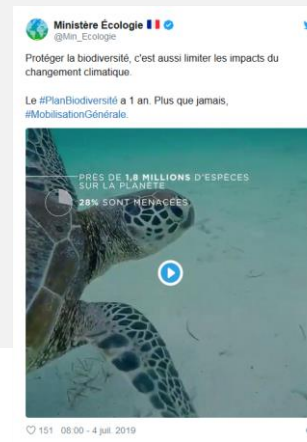 Ministère Écologie
@Min_Ecologie
Protéger la biodiversité, c'est aussi limiter les impacts du
changement climatique.
Le #PlanBiodiversité a 1 an. Plus que jamais,
#MobilisationGénérale.
PRÈS DE 1,8 MILLIONS D'ESPÈCES
SUR LA PLANÈTE
28% SONT MENACÉES
151 08:00 - 4 juil. 2019